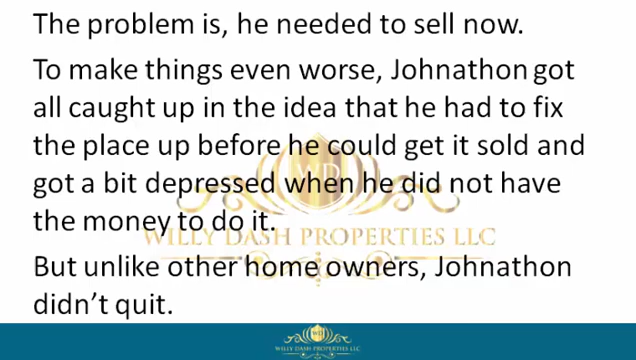 The problem is, he needed to sell now.
To make things even worse, Johnathon got
all caught up in the idea that he had to fix
the place up before he could get it sold and
got a bit depressed when he did not have
the money to do it.
WILLY DASH PROPERTIES LLC
But unlike other home owners, Johnathon
didn’t quit.
WILLY DASH PROPERTIES LLC